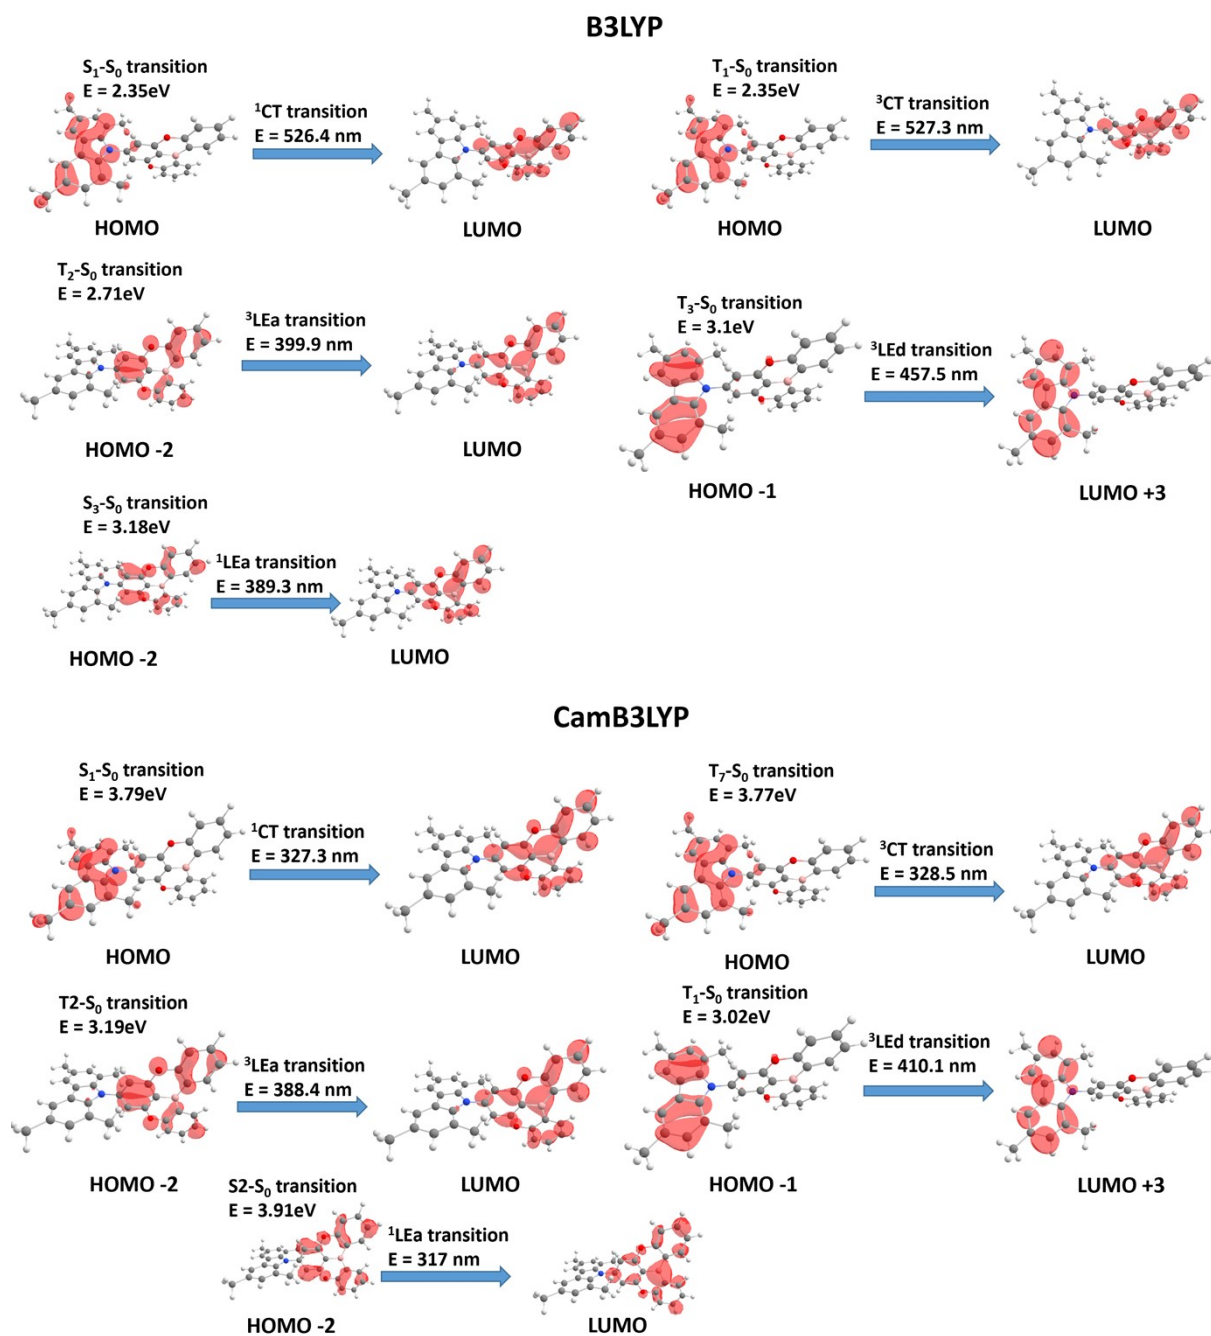 B3LYP
S₁-S₀ transition
E = 2.35eV
¹CT transition
E = 526.4 nm
HOMO
LUMO
T₁-S₀ transition
E = 2.35eV
³CT transition
E = 527.3 nm
HOMO
LUMO
T₂-S₀ transition
E = 2.71eV
³LEa transition
E = 399.9 nm
HOMO -2
LUMO
T₃-S₀ transition
E = 3.1eV
³LEd transition
E = 457.5 nm
HOMO -1
LUMO +3
S₃-S₀ transition
E = 3.18eV
¹LEa transition
E = 389.3 nm
HOMO -2
LUMO
CamB3LYP
S₁-S₀ transition
E = 3.79eV
¹CT transition
E = 327.3 nm
HOMO
LUMO
T₇-S₀ transition
E = 3.77eV
³CT transition
E = 328.5 nm
HOMO
LUMO
T2-S₀ transition
E = 3.19eV
³LEa transition
E = 388.4 nm
HOMO -2
LUMO
T₁-S₀ transition
E = 3.02eV
³LEd transition
E = 410.1 nm
HOMO -1
LUMO +3
S2-S₀ transition
E = 3.91eV
¹LEa transition
E = 317 nm
HOMO -2
LUMO